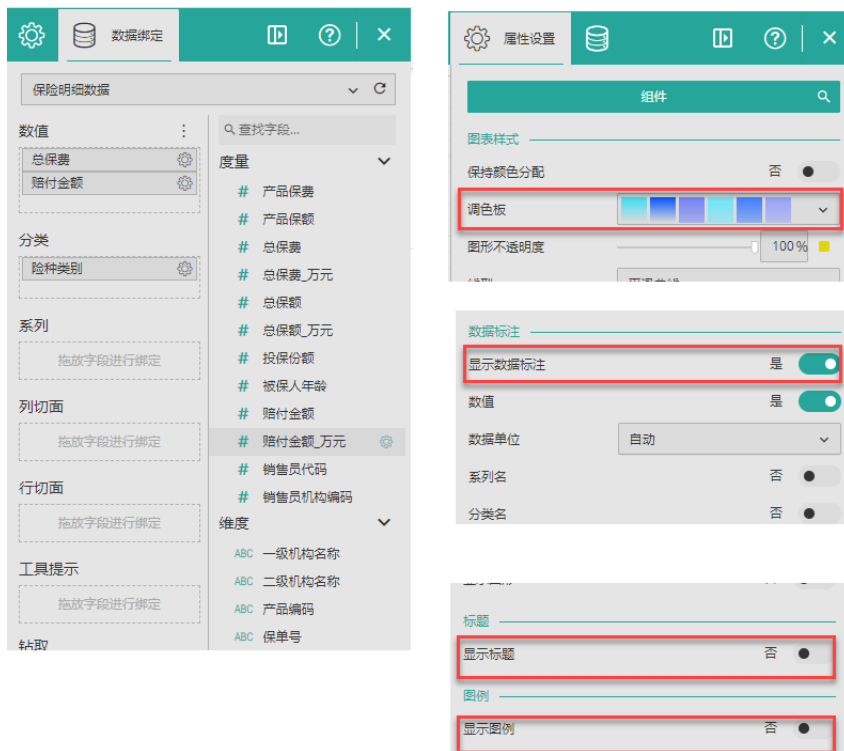 数据绑定
保险明细数据
数值
总保费
赔付金额
分类
险种类别
系列
拖放字段进行绑定
列切面
拖放字段进行绑定
行切面
拖放字段进行绑定
工具提示
拖放字段进行绑定
钻取
查找字段...
度量
# 产品保费
# 产品保额
# 总保费
# 总保费_万元
# 总保额
# 总保额_万元
# 投保份额
# 被保人年龄
# 赔付金额
# 赔付金额_万元
# 销售员代码
# 销售员机构编码
维度
ABC 一级机构名称
ABC 二级机构名称
ABC 产品编码
ABC 保单号
属性设置
组件
图表样式
保持颜色分配 否
调色板
图形不透明度 100 %
数据标注
显示数据标注 是
数值 是
数据单位 自动
系列名 否
分类名 否
标题
显示标题 否
图例
显示图例 否